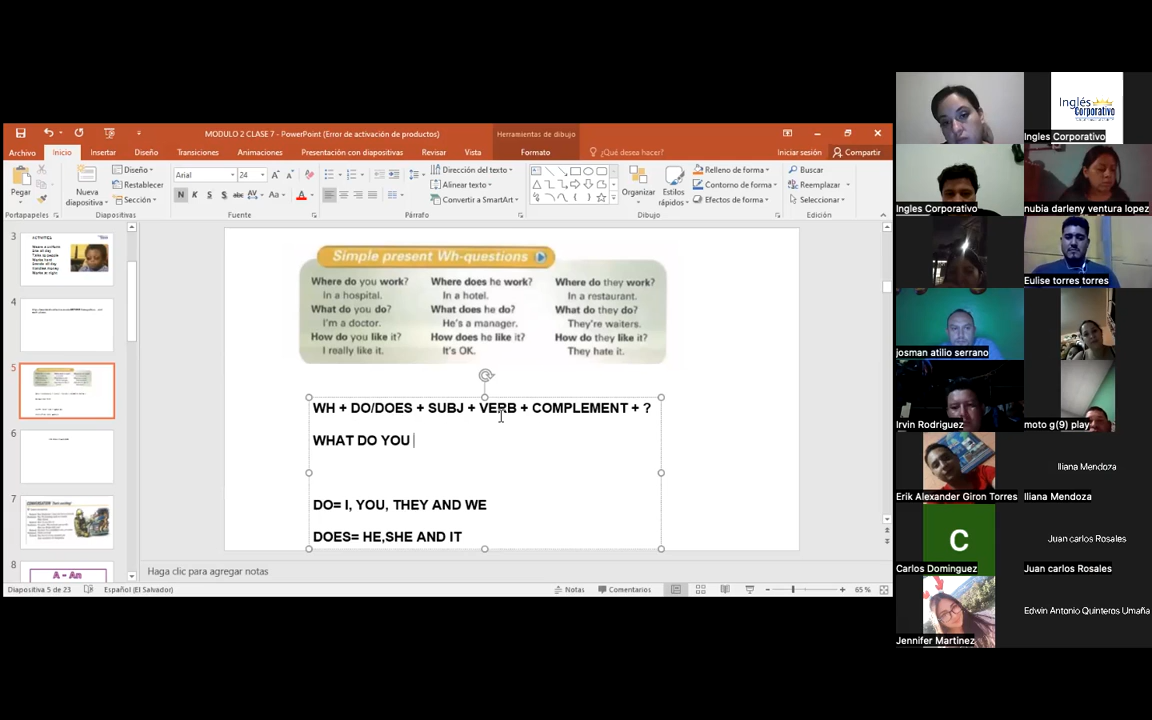 MODULO 2 CLASE 7 - PowerPoint (Error de activación de productos)
Herramientas de dibujo
Archivo
Inicio
Insertar
Diseño
Transiciones
Animaciones
Presentación con diapositivas
Revisar
Vista
Formato
¿Qué desea hacer?
Iniciar sesión
Compartir
Pegar
Nueva
diapositiva
Diseño
Restablecer
Sección
Arial
24
Dirección del texto
Alinear texto
Convertir a SmartArt
Organizar
Estilos
rápidos
Relleno de forma
Contorno de forma
Efectos de forma
Buscar
Reemplazar
Seleccionar
Portapapeles
Diapositivas
Fuente
Párrafo
Dibujo
Edición
3
4
5
6
7
8
A - An
Simple present Wh-questions
Where do you work?
In a hospital.
What do you do?
I'm a doctor.
How do you like it?
I really like it.
Where does he work?
In a hotel.
What does he do?
He's a manager.
How does he like it?
It's OK.
Where do they work?
In a restaurant.
What do they do?
They're waiters.
How do they like it?
They hate it.
WH + DO/DOES + SUBJ + VERB + COMPLEMENT + ?
WHAT DO YOU
DO= I, YOU, THEY AND WE
DOES= HE,SHE AND IT
Haga clic para agregar notas
Diapositiva 5 de 23
Español (El Salvador)
Notas
Comentarios
65 %
Inglés
Corporativo
Ingles Corporativo
Ingles Corporativo
nubia darleny ventura lopez
Eulise torres torres
josman atilio serrano
Irvin Rodriguez
moto g(9) play
Erik Alexander Giron Torres
Iliana Mendoza
Iliana Mendoza
C
Carlos Dominguez
Juan carlos Rosales
Juan carlos Rosales
Jennifer Martinez
Edwin Antonio Quinteros Umaña